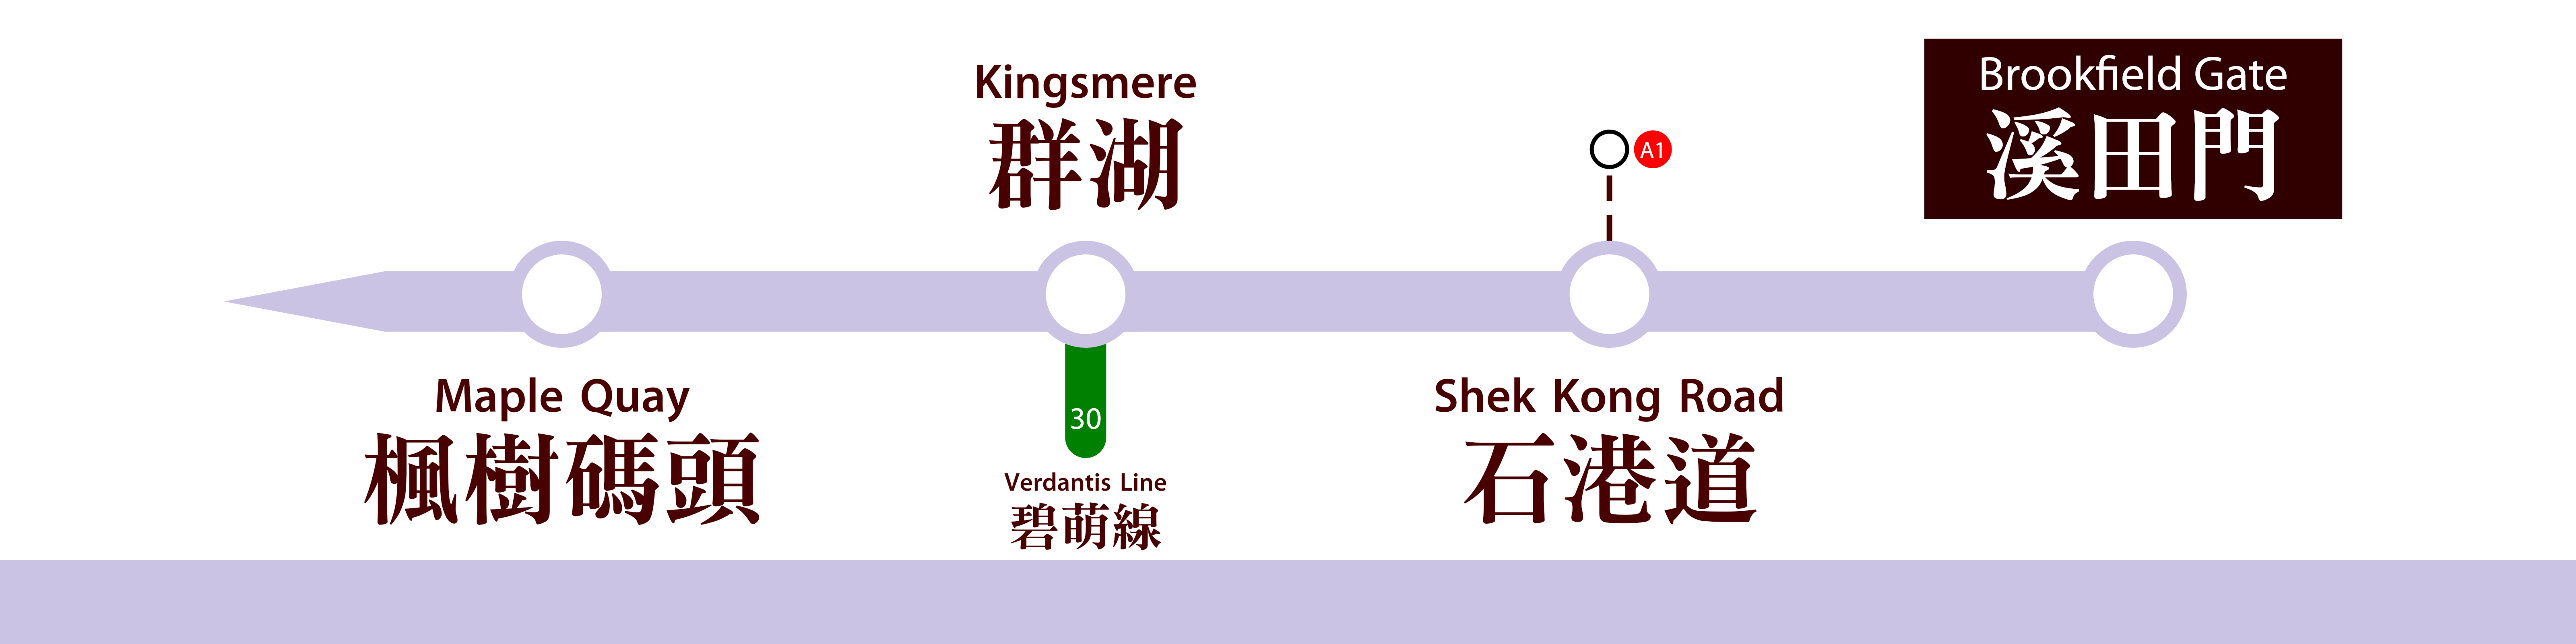 Maple Quay
楓樹碼頭
Kingsmere
群湖
30
Verdantis Line
碧萌線
A1
Shek Kong Road
石港道
Brookfield Gate
溪田門